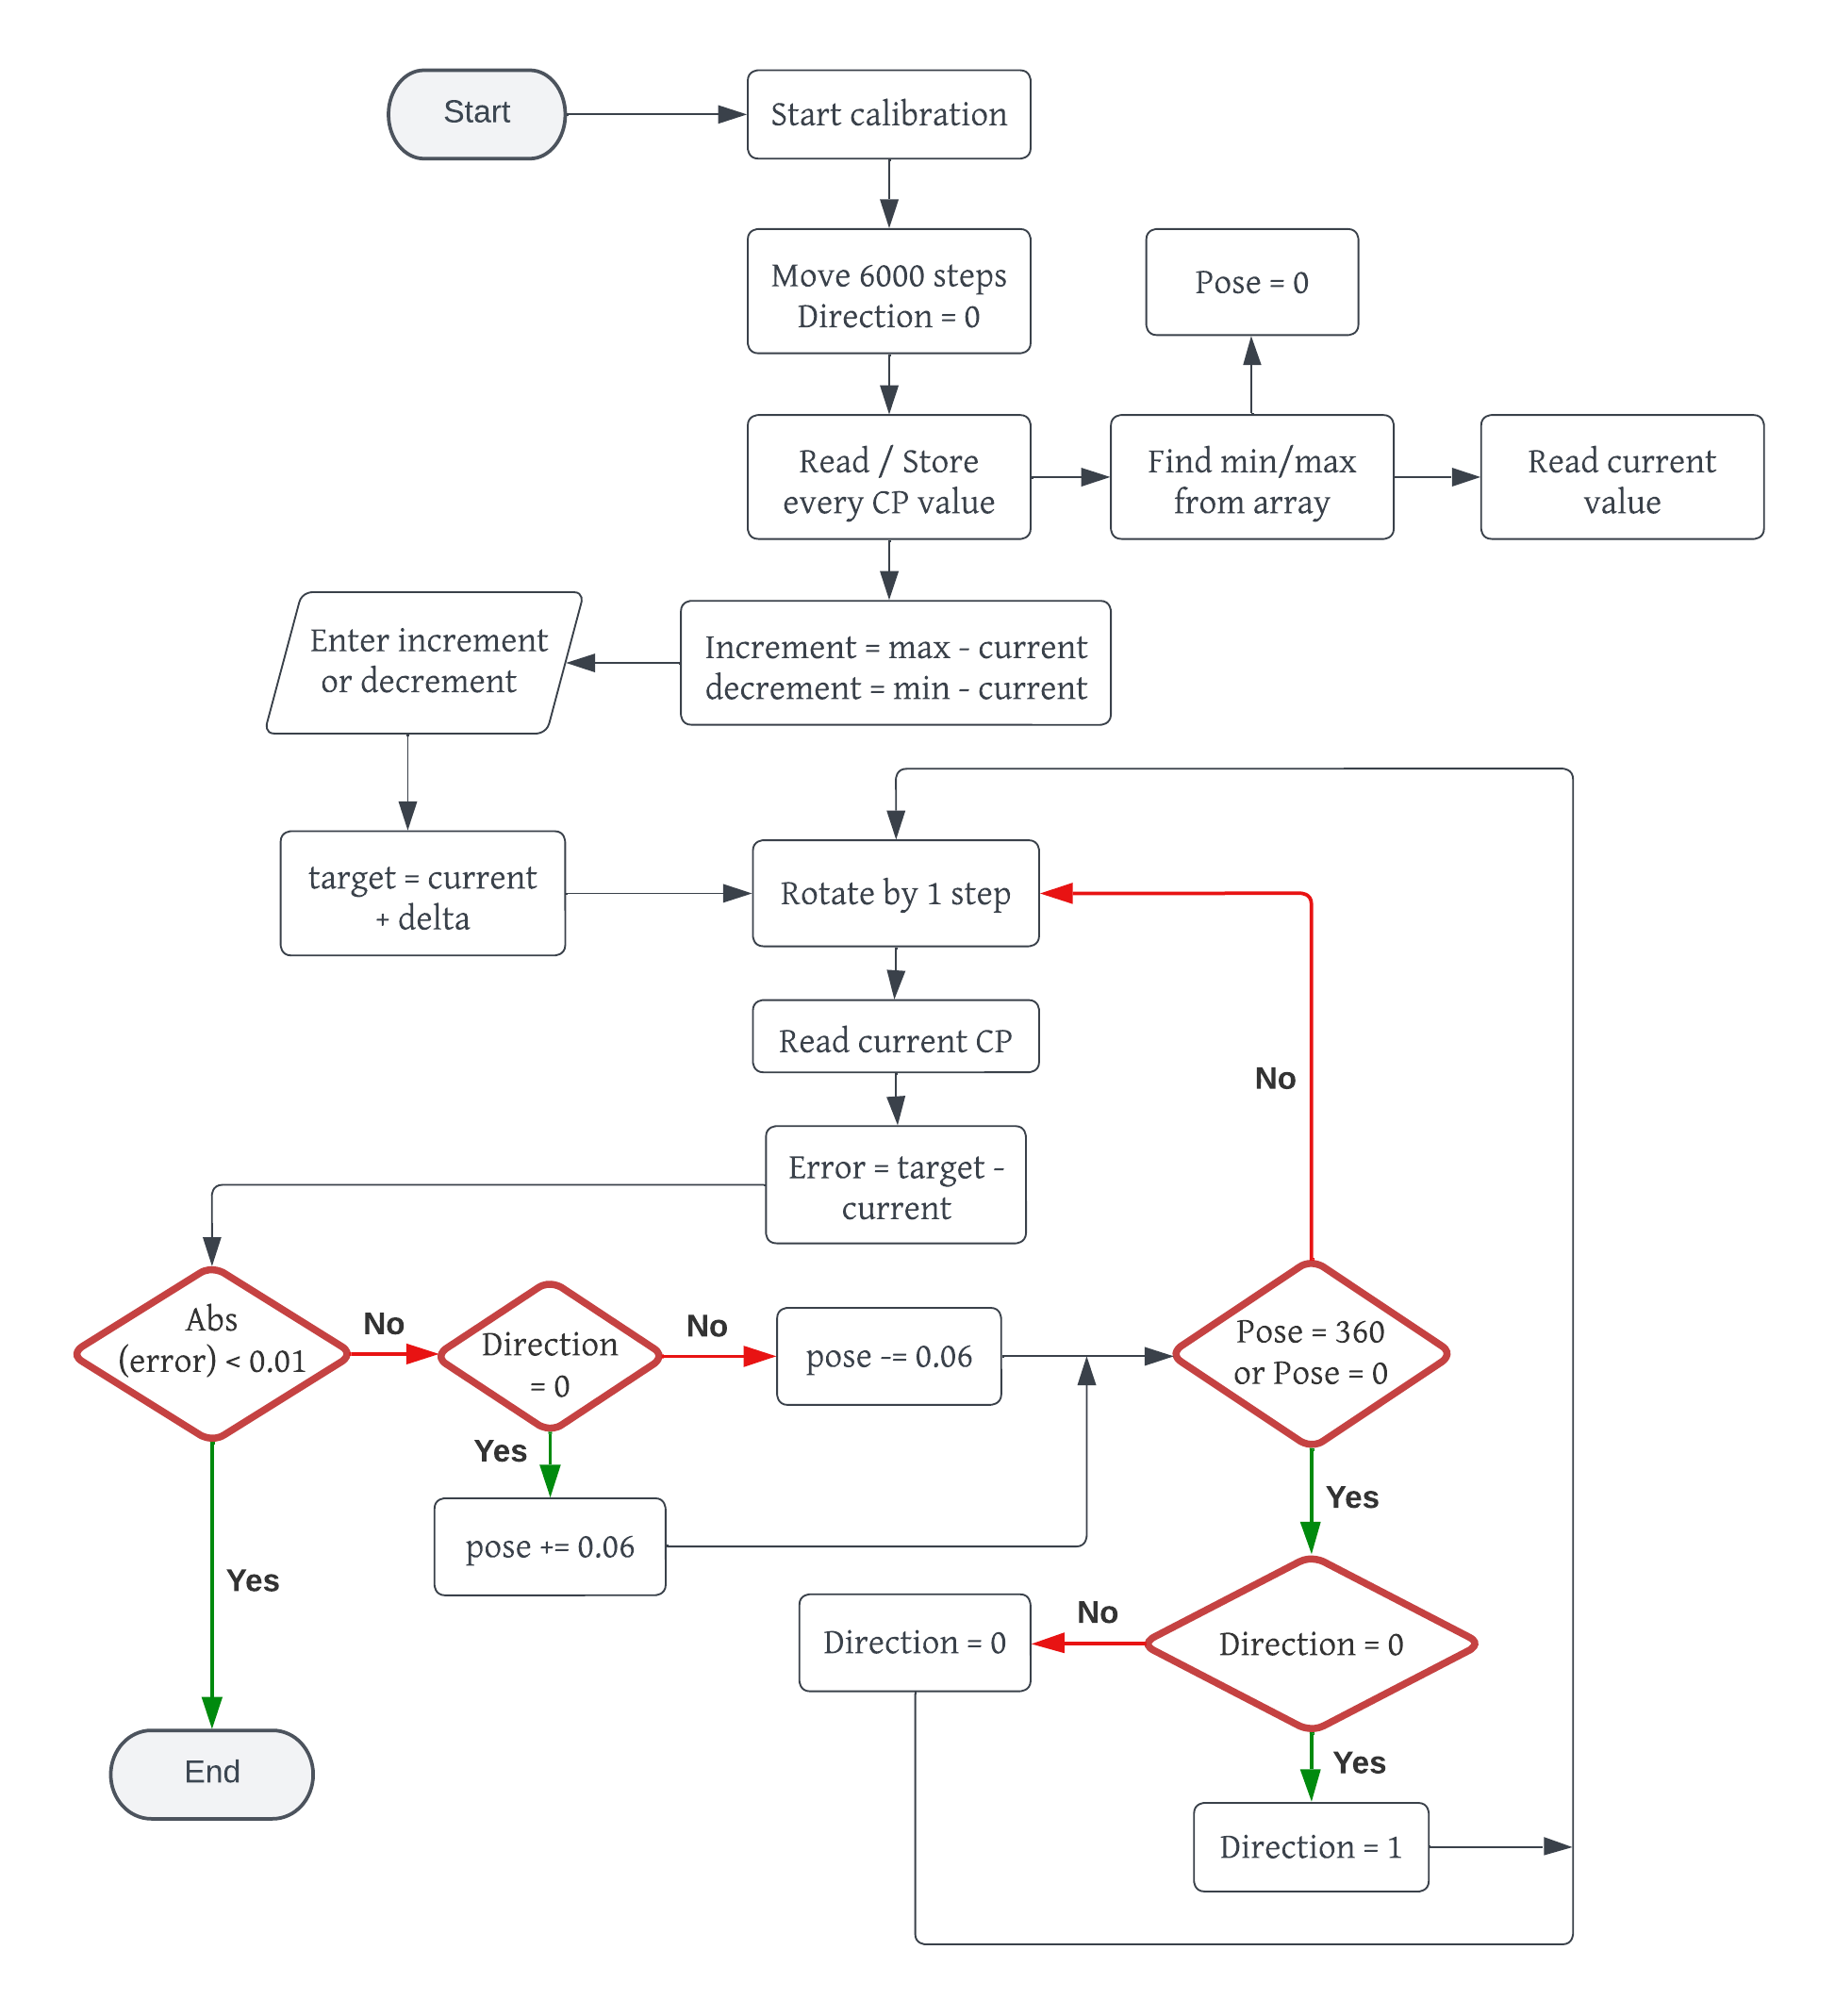 Start
Start calibration
Move 6000 steps
Direction = 0
Pose = 0
Read / Store
every CP value
Find min/max
from array
Read current
value
Enter increment
or decrement
Increment = max - current
decrement = min - current
target = current
+ delta
Rotate by 1 step
Read current CP
No
Error = target -
current
Abs
(error) < 0.01
No
Direction
= 0
No
pose -= 0.06
Pose = 360
or Pose = 0
Yes
pose += 0.06
Yes
Yes
Direction = 0
No
Direction = 0
Yes
Direction = 1
End